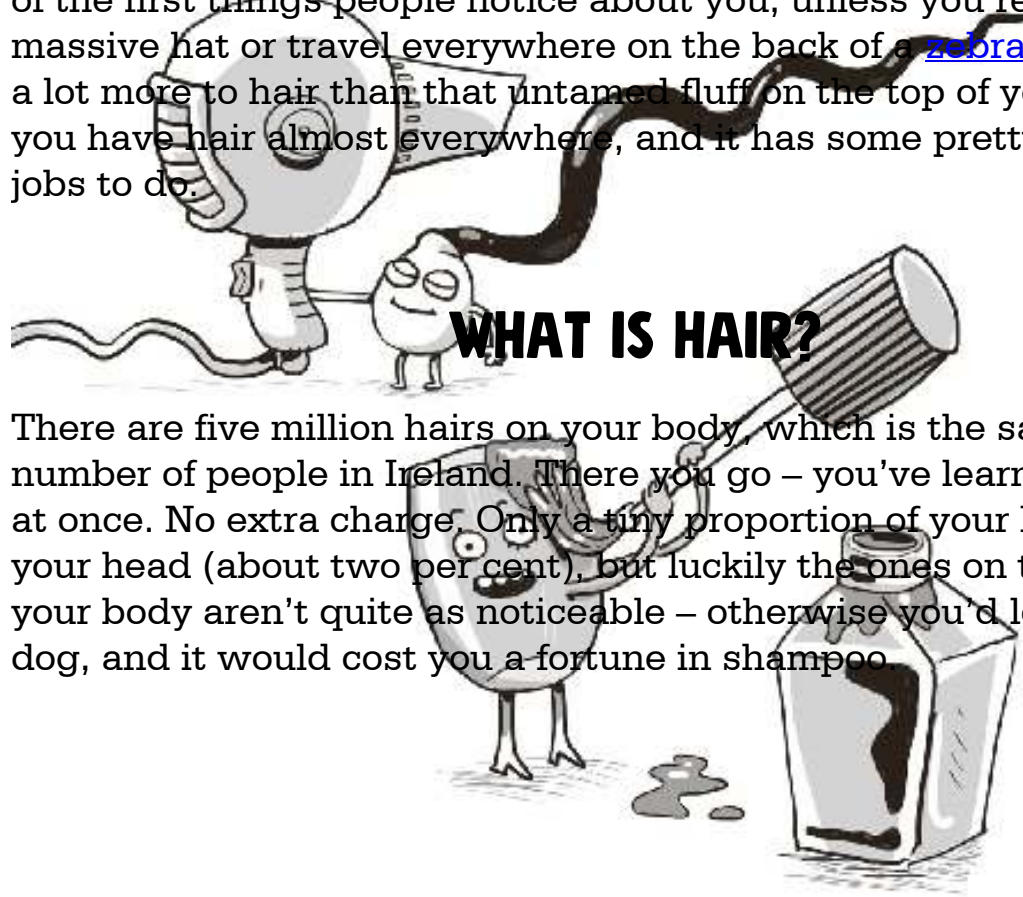 of the first things people notice about you, unless you
massive hat or travel everywhere on the back of a zebra
a lot more to hair than that untamed fluff on the top of
you have hair almost everywhere, and it has some
jobs to do.
WHAT IS HAIR?
There are five million hairs on your body, which is the
number of people in Ireland. There you go – you’ve
at once. No extra charge. Only a tiny proportion of your
your head (about two per cent), but luckily the ones on
your body aren’t quite as noticeable – otherwise you’d
dog, and it would cost you a fortune in shampoo.